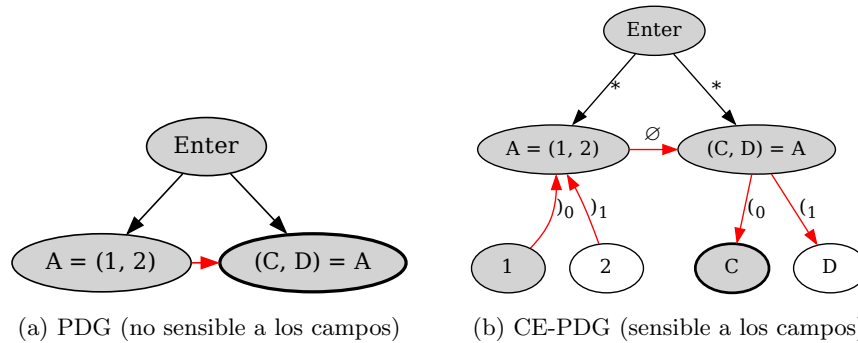 Enter
A = (1, 2)
(C, D) = A
(a) PDG (no sensible a los campos)
Enter
*
*
A = (1, 2)
∅
(C, D) = A
)0
)1
(0
(1
1
2
C
D
(b) CE-PDG (sensible a los campos)